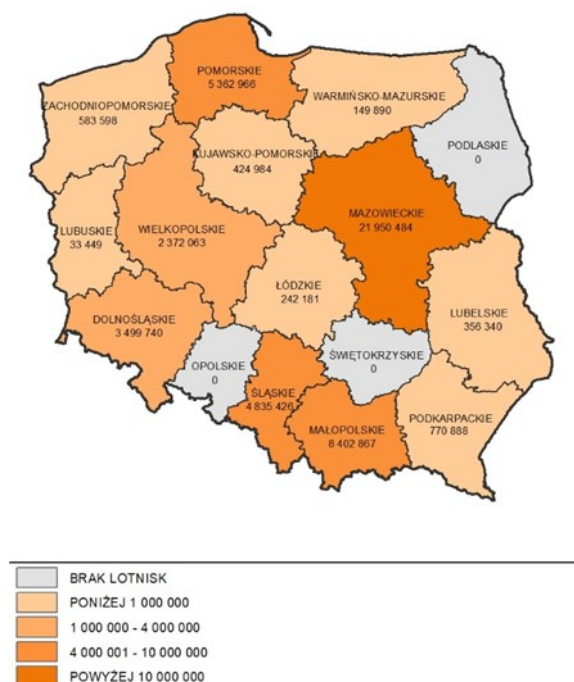 POMORSKIE
5 362 966
ZACHODNIOPOMORSKIE
583 598
WARMIŃSKO-MAZURSKIE
149 890
PODLASKIE
0
KUJAWSKO-POMORSKIE
424 984
MAZOWIECKIE
21 950 484
LUBUSKIE
33 449
WIELKOPOLSKIE
2 372 063
ŁÓDZKIE
242 181
LUBELSKIE
356 340
DOLNOŚLĄSKIE
3 499 740
OPOLSKIE
0
ŚWIĘTOKRZYSKIE
0
ŚLĄSKIE
4 835 426
MAŁOPOLSKIE
8 402 867
PODKARPACKIE
770 888
BRAK LOTNISK
PONIŻEJ 1 000 000
1 000 000 - 4 000 000
4 000 001 - 10 000 000
POWYŻEJ 10 000 000